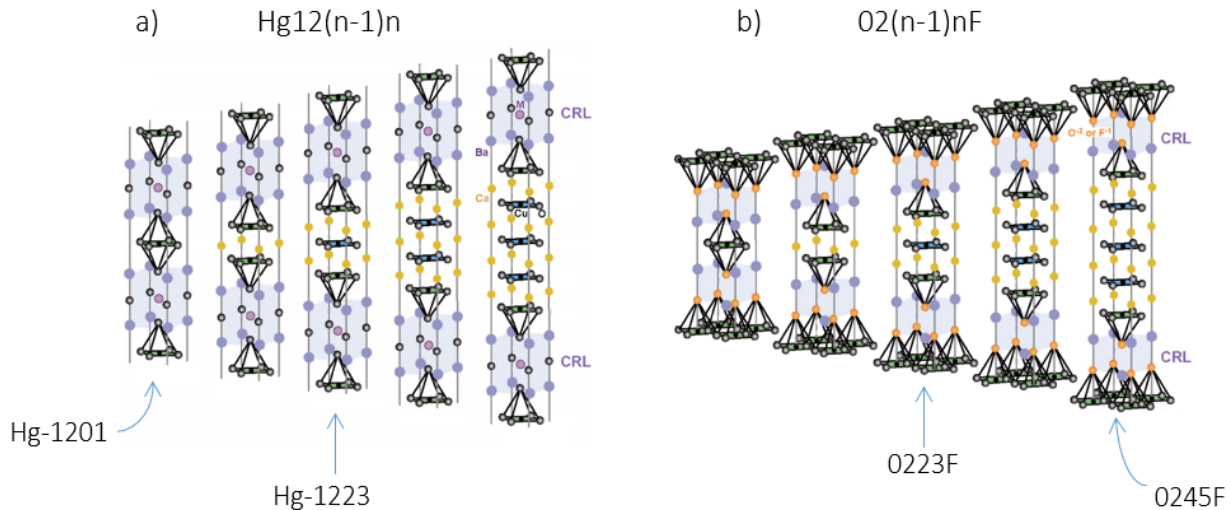 a) Hg12(n-1)n
b) 02(n-1)nF
M
CRL
Ba
Ca
Cu O
CRL
O⁻² or F⁻¹
CRL
CRL
Hg-1201
Hg-1223
0223F
0245F